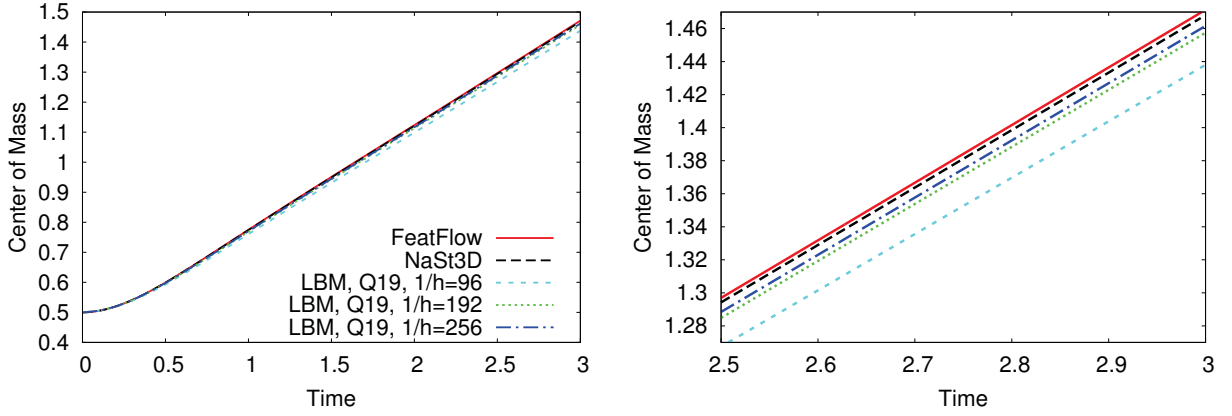 1.5
1.4
1.3
1.2
1.1
1
0.9
0.8
0.7
0.6
0.5
0.4
Center of Mass
FeatFlow
NaSt3D
LBM, Q19, 1/h=96
LBM, Q19, 1/h=192
LBM, Q19, 1/h=256
0 0.5 1 1.5 2 2.5 3
Time
1.46
1.44
1.42
1.4
1.38
1.36
1.34
1.32
1.3
1.28
Center of Mass
2.5 2.6 2.7 2.8 2.9 3
Time